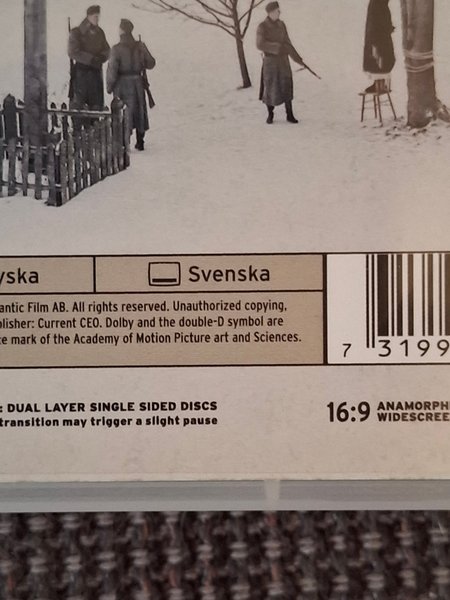 yska
Svenska
antic Film AB. All rights reserved. Unauthorized copying,
blisher: Current CEO. Dolby and the double-D symbol are
e mark of the Academy of Motion Picture art and Sciences.
7 3199
: DUAL LAYER SINGLE SIDED DISCS
transition may trigger a slight pause
16:9 ANAMORPHI
WIDESCREE